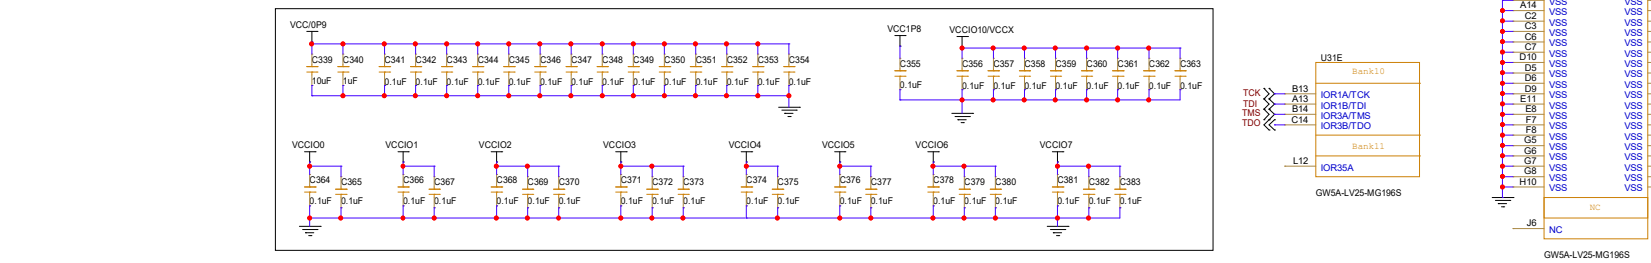 VCC/0P9
C339 C340 C341 C342 C343 C344 C345 C346 C347 C348 C349 C350 C351 C352 C353 C354
10uF 1uF 0.1uF 0.1uF 0.1uF 0.1uF 0.1uF 0.1uF 0.1uF 0.1uF 0.1uF 0.1uF 0.1uF 0.1uF 0.1uF 0.1uF
VCC1P8
C355
0.1uF
VCCIO10/VCCX
C356 C357 C358 C359 C360 C361 C362 C363
0.1uF 0.1uF 0.1uF 0.1uF 0.1uF 0.1uF 0.1uF 0.1uF
VCCIO0
C364 C365
0.1uF 0.1uF
VCCIO1
C366 C367
0.1uF 0.1uF
VCCIO2
C368 C369 C370
0.1uF 0.1uF 0.1uF
VCCIO3
C371 C372 C373
0.1uF 0.1uF 0.1uF
VCCIO4
C374 C375
0.1uF 0.1uF
VCCIO5
C376 C377
0.1uF 0.1uF
VCCIO6
C378 C379 C380
0.1uF 0.1uF 0.1uF
VCCIO7
C381 C382 C383
0.1uF 0.1uF 0.1uF
U31E
Bank10
TCK B13 IOR1A/TCK
TDI A13 IOR1B/TDI
TMS B14 IOR3A/TMS
TDO C14 IOR3B/TDO
Bank11
L12 IOR35A
GW5A-LV25-MG196S
VSS VSS
A14 VSS VSS
C2 VSS VSS
C3 VSS VSS
C6 VSS VSS
C7 VSS VSS
D10 VSS VSS
D5 VSS VSS
D6 VSS VSS
D9 VSS VSS
E11 VSS VSS
E8 VSS VSS
F7 VSS VSS
F8 VSS VSS
G5 VSS VSS
G6 VSS VSS
G7 VSS VSS
G8 VSS VSS
H10 VSS VSS
NC
J6 NC
GW5A-LV25-MG196S